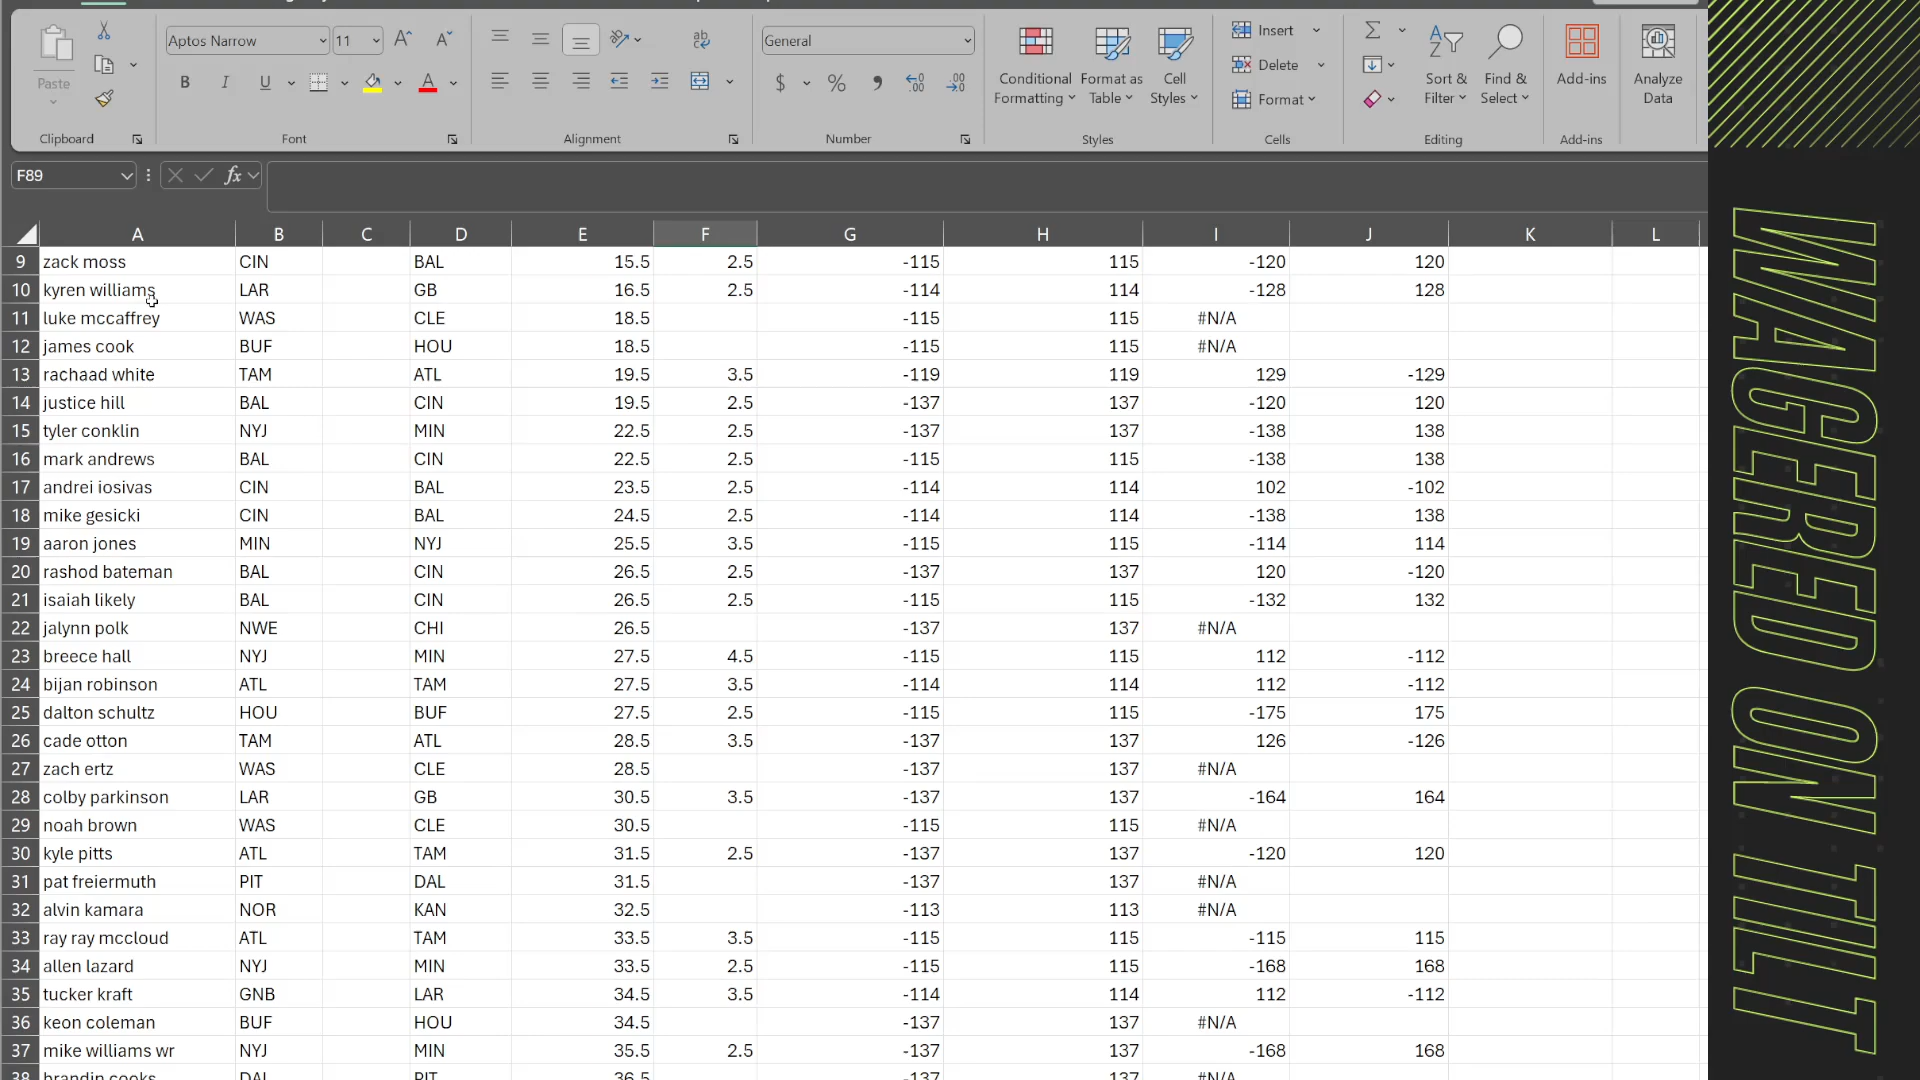 Aptos Narrow 11 General Insert
Paste B I U $ % Conditional Formatting Format as Table Cell Styles Delete Format Sort & Filter Find & Select Add-ins Analyze Data
Clipboard Font Alignment Number Styles Cells Editing Add-ins
F89 fx
A B C D E F G H I J K L
9 zack moss CIN BAL 15.5 2.5 -115 115 -120 120
10 kyren williams LAR GB 16.5 2.5 -114 114 -128 128
11 luke mccaffrey WAS CLE 18.5 -115 115 #N/A
12 james cook BUF HOU 18.5 -115 115 #N/A
13 rachaad white TAM ATL 19.5 3.5 -119 119 129 -129
14 justice hill BAL CIN 19.5 2.5 -137 137 -120 120
15 tyler conklin NYJ MIN 22.5 2.5 -137 137 -138 138
16 mark andrews BAL CIN 22.5 2.5 -115 115 -138 138
17 andrei iosivas CIN BAL 23.5 2.5 -114 114 102 -102
18 mike gesicki CIN BAL 24.5 2.5 -114 114 -138 138
19 aaron jones MIN NYJ 25.5 3.5 -115 115 -114 114
20 rashod bateman BAL CIN 26.5 2.5 -137 137 120 -120
21 isaiah likely BAL CIN 26.5 2.5 -115 115 -132 132
22 jalynn polk NWE CHI 26.5 -137 137 #N/A
23 breece hall NYJ MIN 27.5 4.5 -115 115 112 -112
24 bijan robinson ATL TAM 27.5 3.5 -114 114 112 -112
25 dalton schultz HOU BUF 27.5 2.5 -115 115 -175 175
26 cade otton TAM ATL 28.5 3.5 -137 137 126 -126
27 zach ertz WAS CLE 28.5 -137 137 #N/A
28 colby parkinson LAR GB 30.5 3.5 -137 137 -164 164
29 noah brown WAS CLE 30.5 -115 115 #N/A
30 kyle pitts ATL TAM 31.5 2.5 -137 137 -120 120
31 pat freiermuth PIT DAL 31.5 -137 137 #N/A
32 alvin kamara NOR KAN 32.5 -113 113 #N/A
33 ray ray mccloud ATL TAM 33.5 3.5 -115 115 -115 115
34 allen lazard NYJ MIN 33.5 2.5 -115 115 -168 168
35 tucker kraft GNB LAR 34.5 3.5 -114 114 112 -112
36 keon coleman BUF HOU 34.5 -137 137 #N/A
37 mike williams wr NYJ MIN 35.5 2.5 -137 137 -168 168
38 brandin cooks DAL PIT 36.5 -137 137 #N/A
WAGERED ON TILT